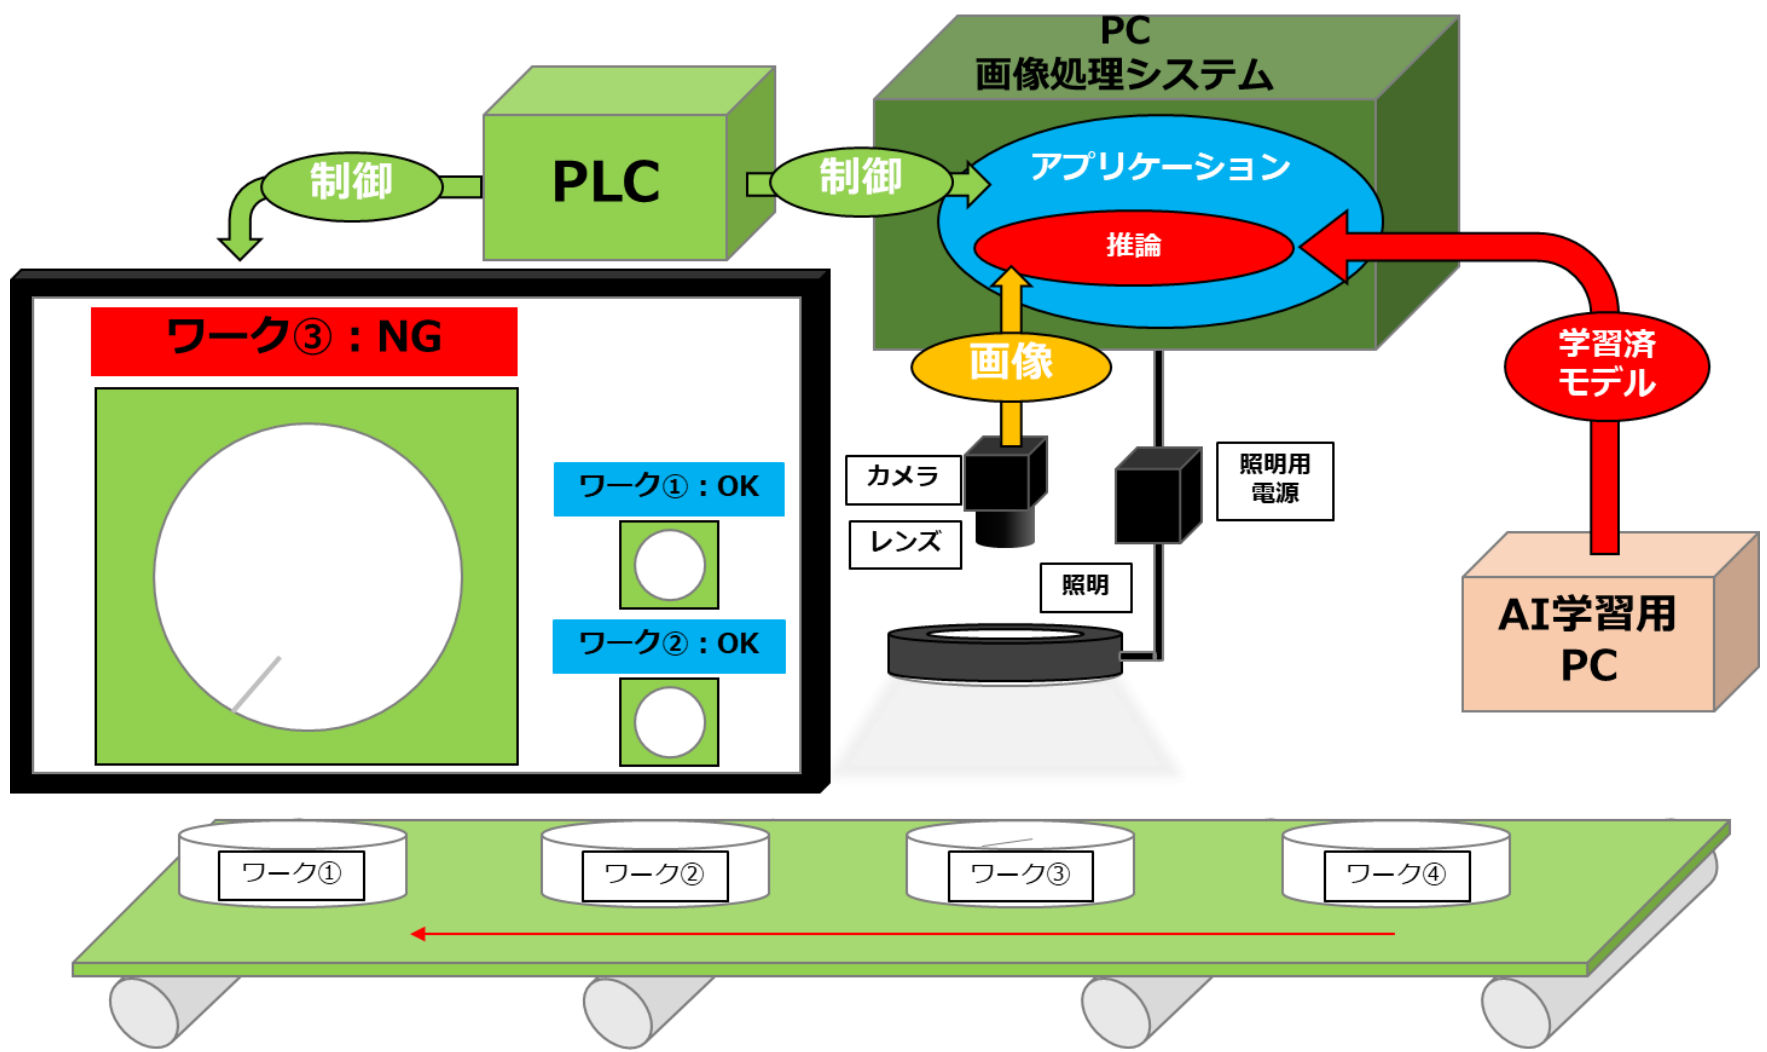 PC
画像処理システム
PLC
制御
制御
アプリケーション
推論
画像
学習済
モデル
ワーク③：NG
ワーク①：OK
ワーク②：OK
カメラ
レンズ
照明用
電源
照明
AI学習用
PC
ワーク①
ワーク②
ワーク③
ワーク④